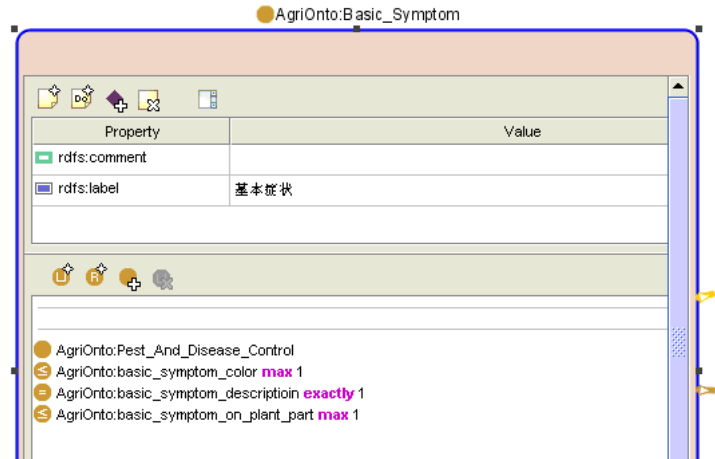 AgriOnto:Basic_Symptom
Property Value
rdfs:comment
rdfs:label 基本症状
AgriOnto:Pest_And_Disease_Control
AgriOnto:basic_symptom_color max 1
AgriOnto:basic_symptom_descriptioin exactly 1
AgriOnto:basic_symptom_on_plant_part max 1